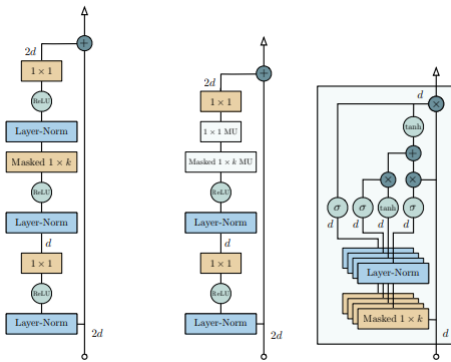 2d
+
1 × 1
ReLU
Layer-Norm
Masked 1 × k
ReLU
Layer-Norm
d
1 × 1
ReLU
Layer-Norm
2d
2d
+
1 × 1
1 × 1 MU
Masked 1 × k MU
ReLU
Layer-Norm
d
1 × 1
ReLU
Layer-Norm
2d
d
×
tanh
+
×
×
σ
σ
tanh
σ
d
d
d
d
Layer-Norm
Masked 1 × k
d